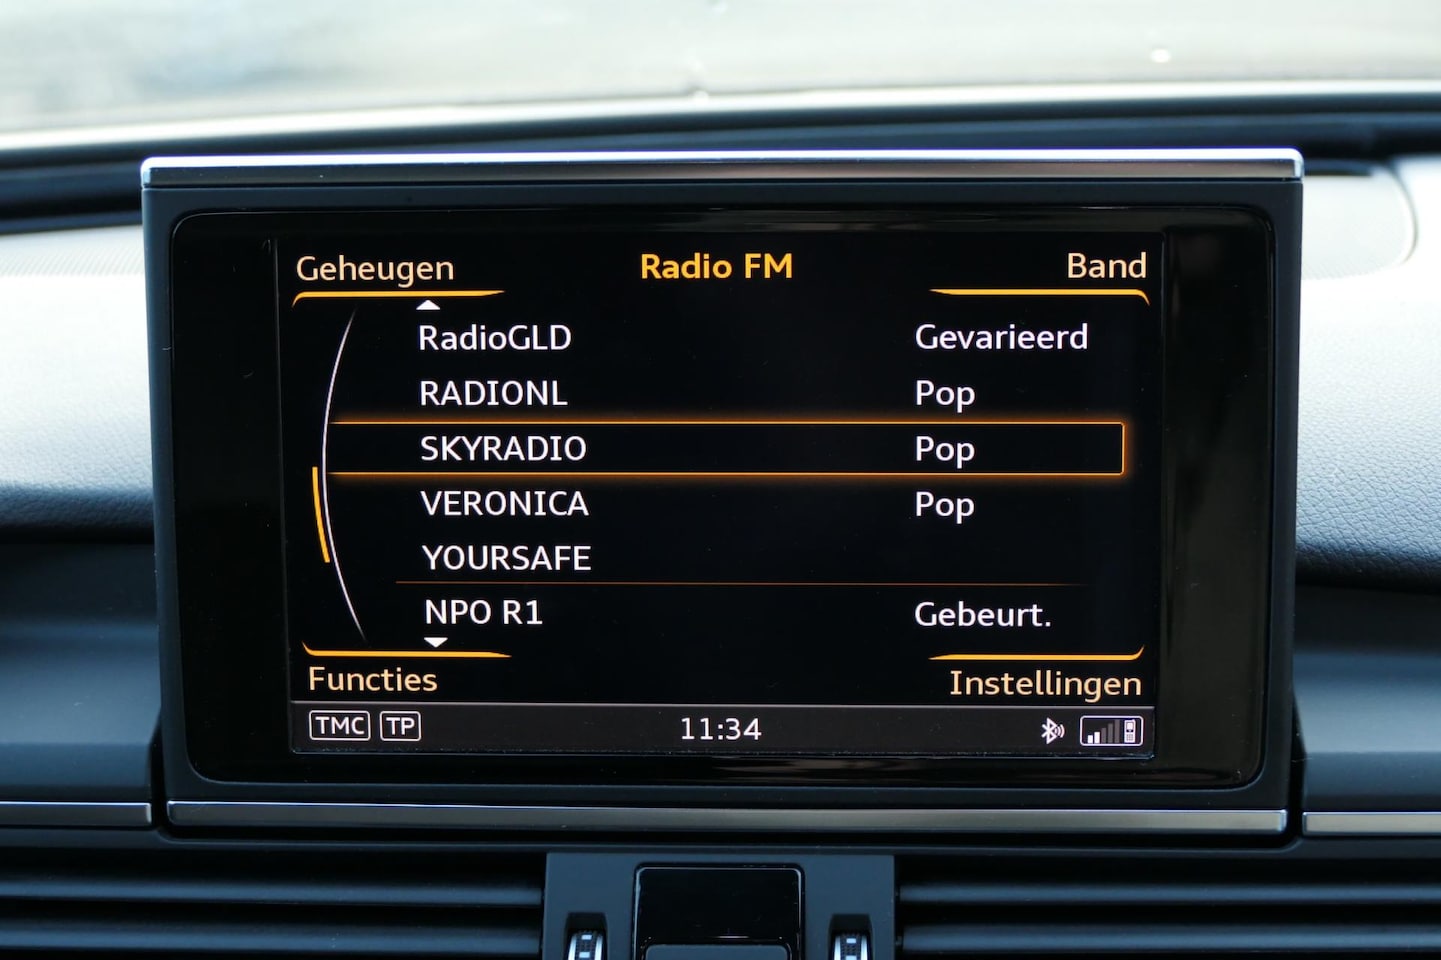 Geheugen Radio FM Band
RadioGLD Gevarieerd
RADIONL Pop
SKYRADIO Pop
VERONICA Pop
YOURSAFE
NPO R1 Gebeurt.
Functies Instellingen
TMC TP 11:34